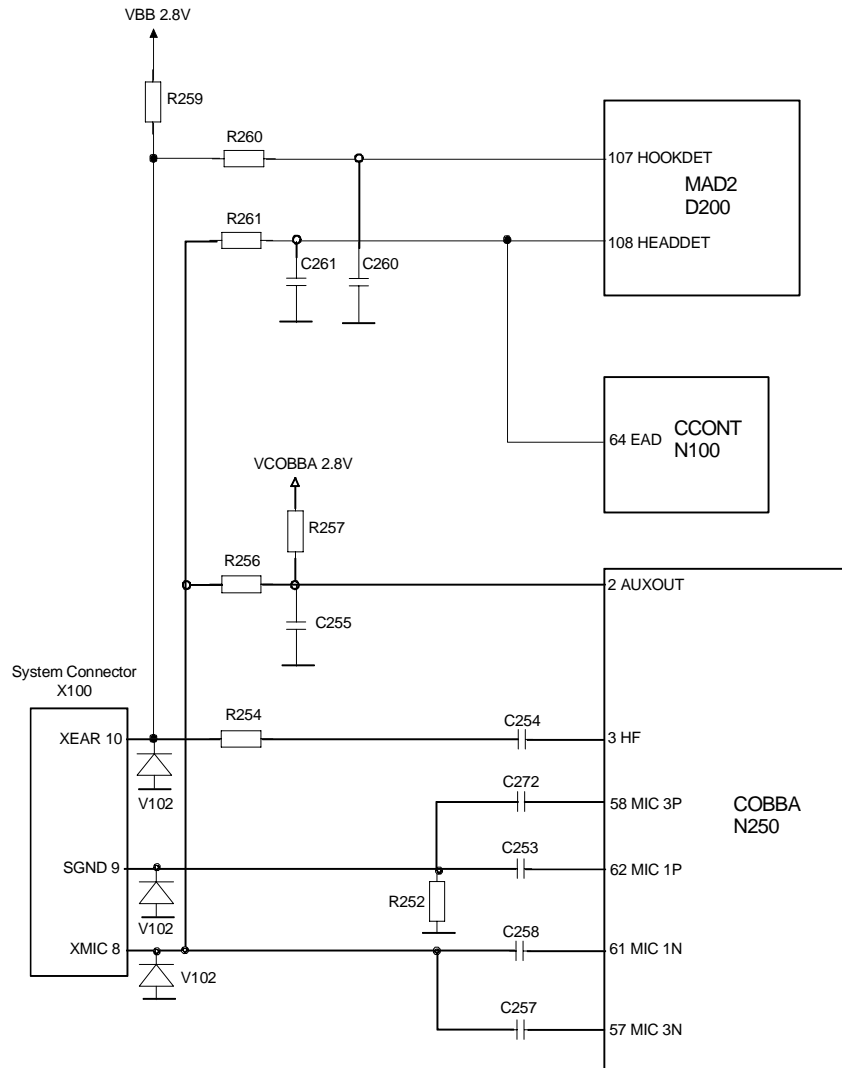 VBB 2.8V
R259
R260
107 HOOKDET
MAD2
D200
R261
108 HEADDET
C261
C260
64 EAD
CCONT
N100
VCOBBA 2.8V
R257
R256
2 AUXOUT
C255
System Connector
X100
R254
C254
XEAR 10
3 HF
V102
C272
58 MIC 3P
COBBA
N250
C253
SGND 9
62 MIC 1P
R252
V102
C258
XMIC 8
61 MIC 1N
V102
C257
57 MIC 3N